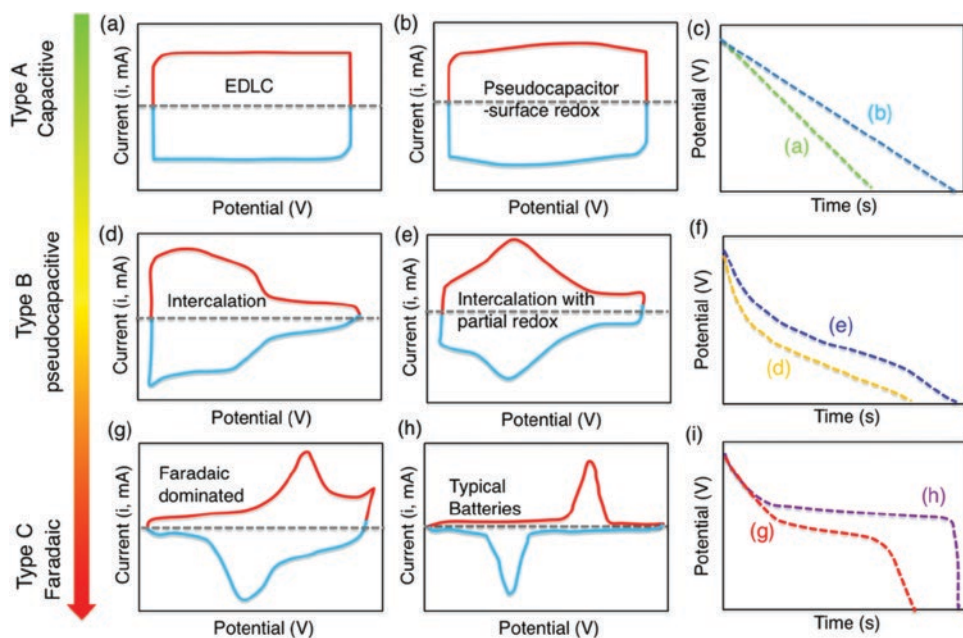 Type A
Capacitive
(a)
Current (i, mA)
EDLC
Potential (V)
(b)
Current (i, mA)
Pseudocapacitor
-surface redox
Potential (V)
(c)
Potential (V)
(b)
(a)
Time (s)
Type B
pseudocapacitive
(d)
Current (i, mA)
Intercalation
Potential (V)
(e)
Current (i, mA)
Intercalation with
partial redox
Potential (V)
(f)
Potential (V)
(e)
(d)
Time (s)
Type C
Faradaic
(g)
Current (i, mA)
Faradaic
dominated
Potential (V)
(h)
Current (i, mA)
Typical
Batteries
Potential (V)
(i)
Potential (V)
(h)
(g)
Time (s)